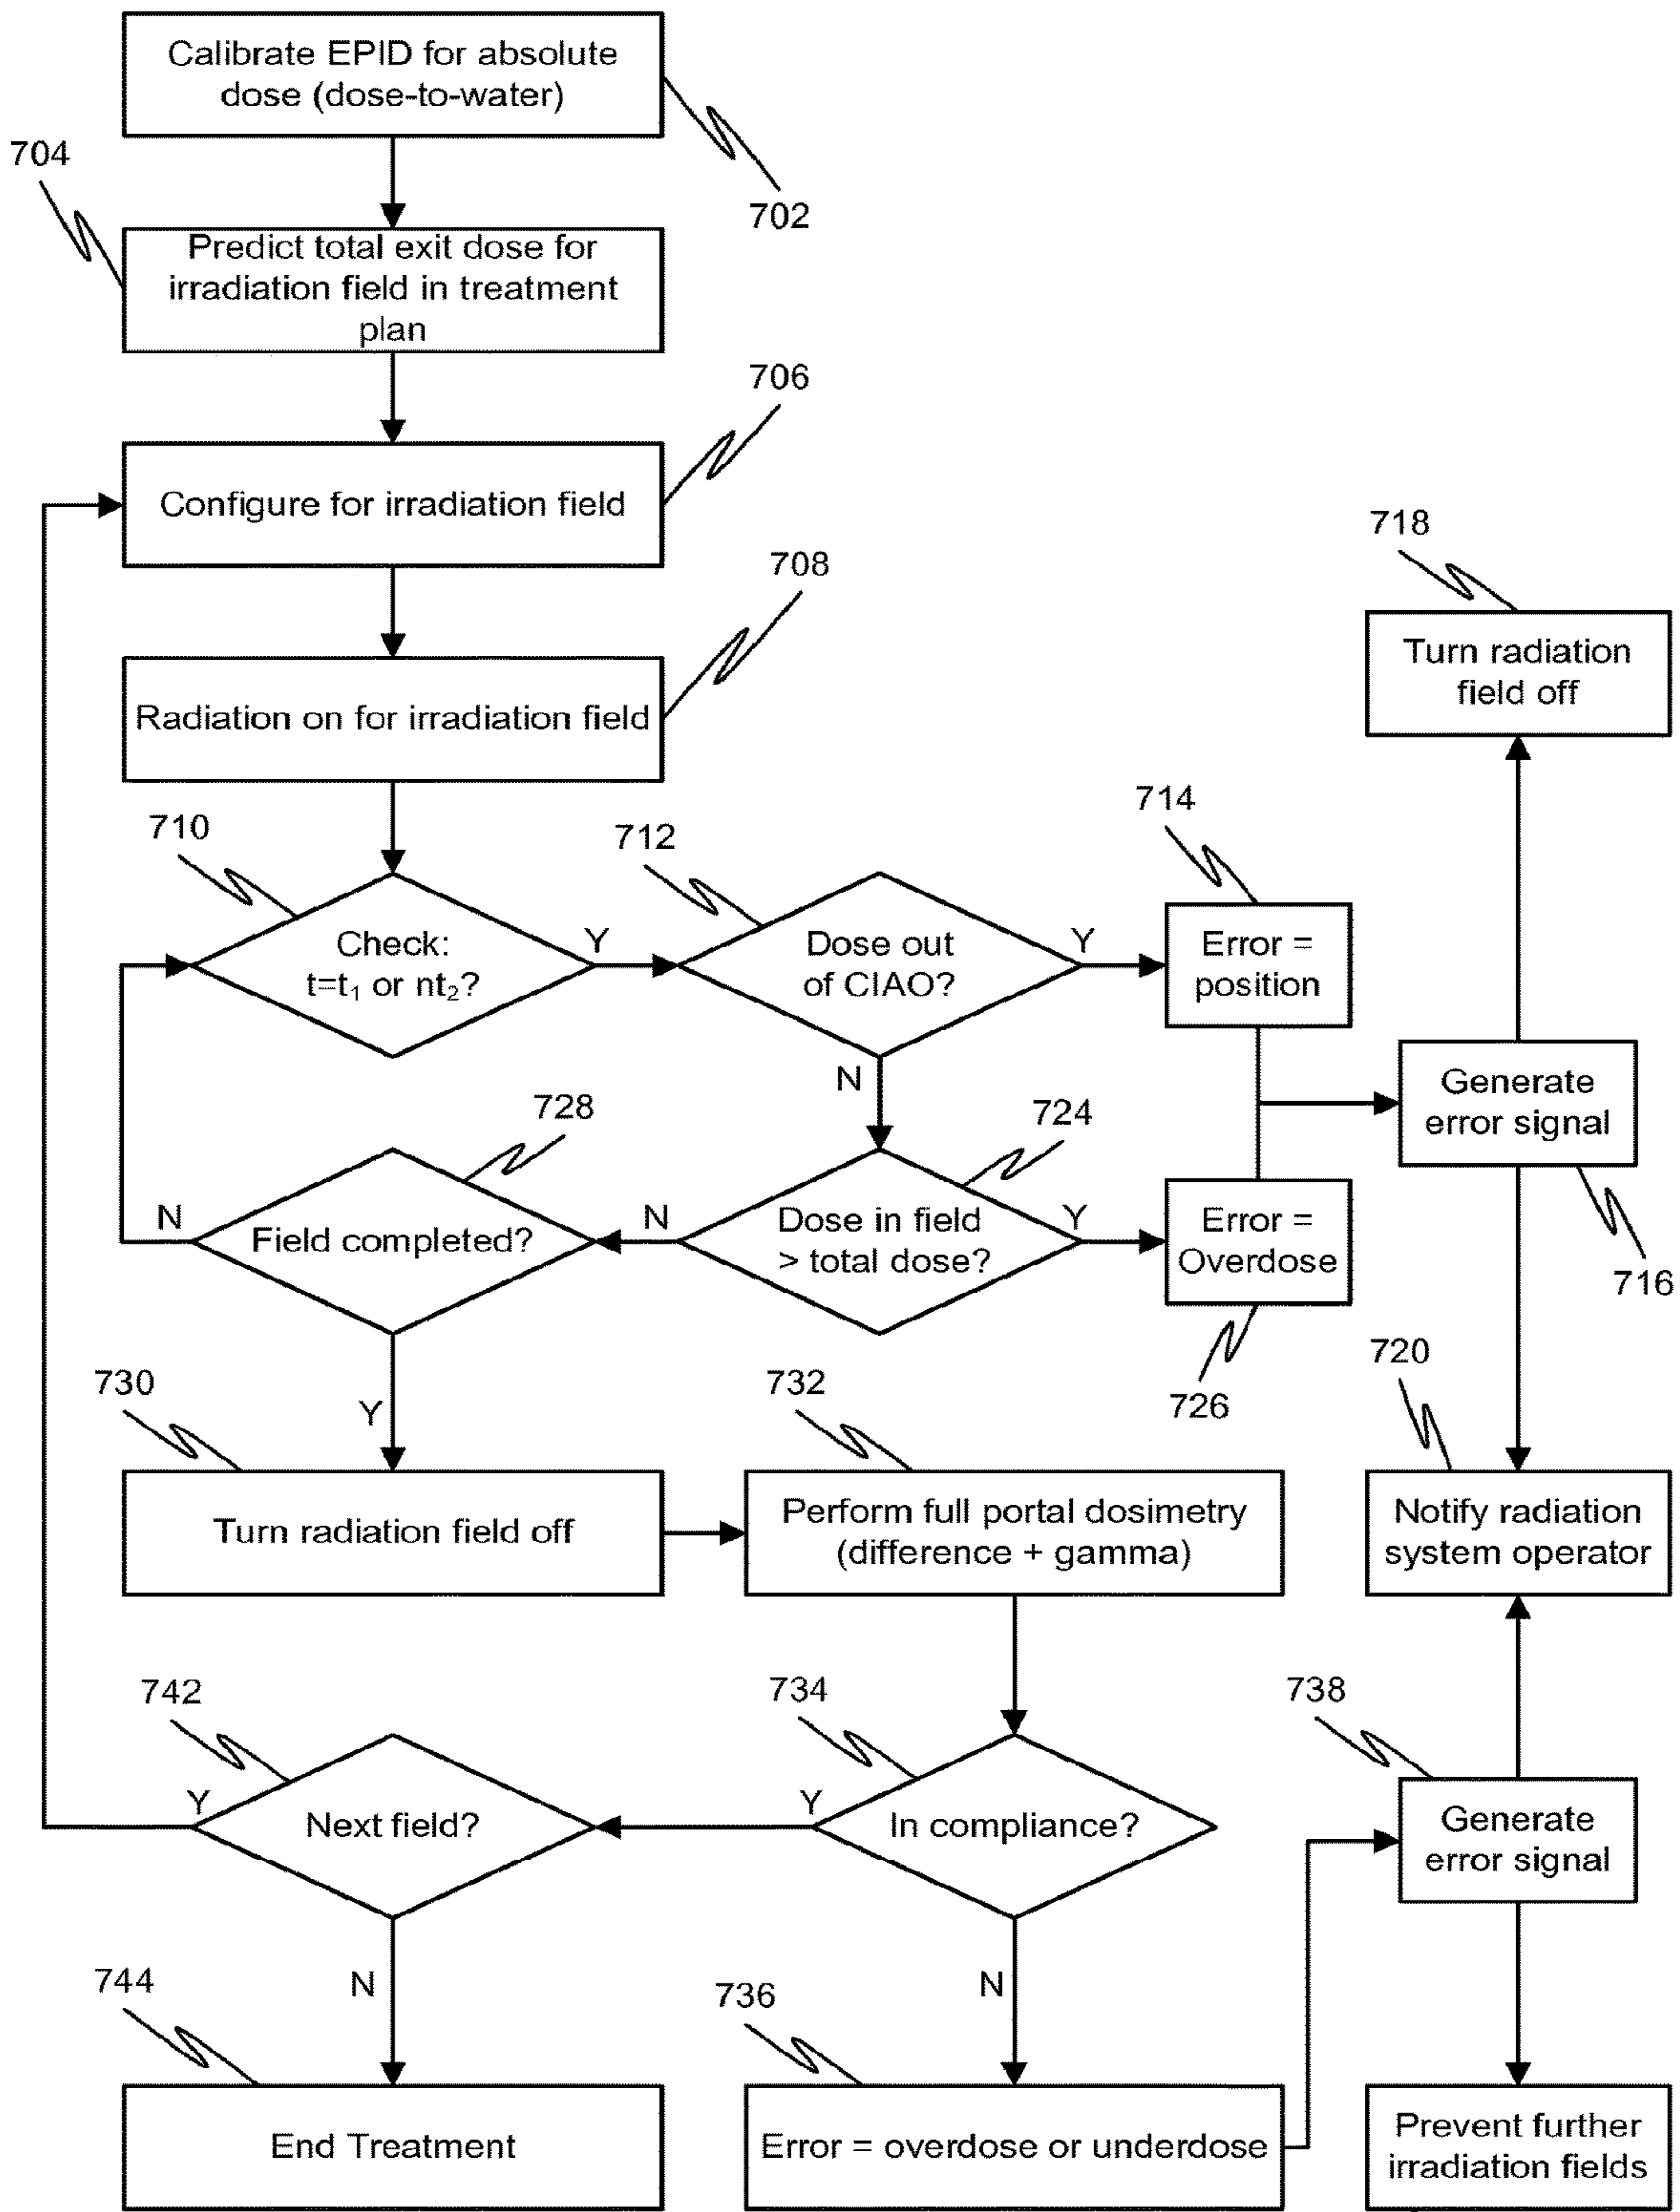 Calibrate EPID for absolute
dose (dose-to-water)
702
704
Predict total exit dose for
irradiation field in treatment
plan
706
Configure for irradiation field
708
Radiation on for irradiation field
718
Turn radiation
field off
710
Check:
t=t₁ or nt₂?
Y
712
Dose out
of CIAO?
Y
N
714
Error =
position
Generate
error signal
716
728
Field completed?
N
Y
724
Dose in field
> total dose?
N
Y
Error =
Overdose
726
720
Notify radiation
system operator
730
Turn radiation field off
732
Perform full portal dosimetry
(difference + gamma)
742
Next field?
Y
N
734
In compliance?
Y
N
738
Generate
error signal
744
End Treatment
736
Error = overdose or underdose
Prevent further
irradiation fields